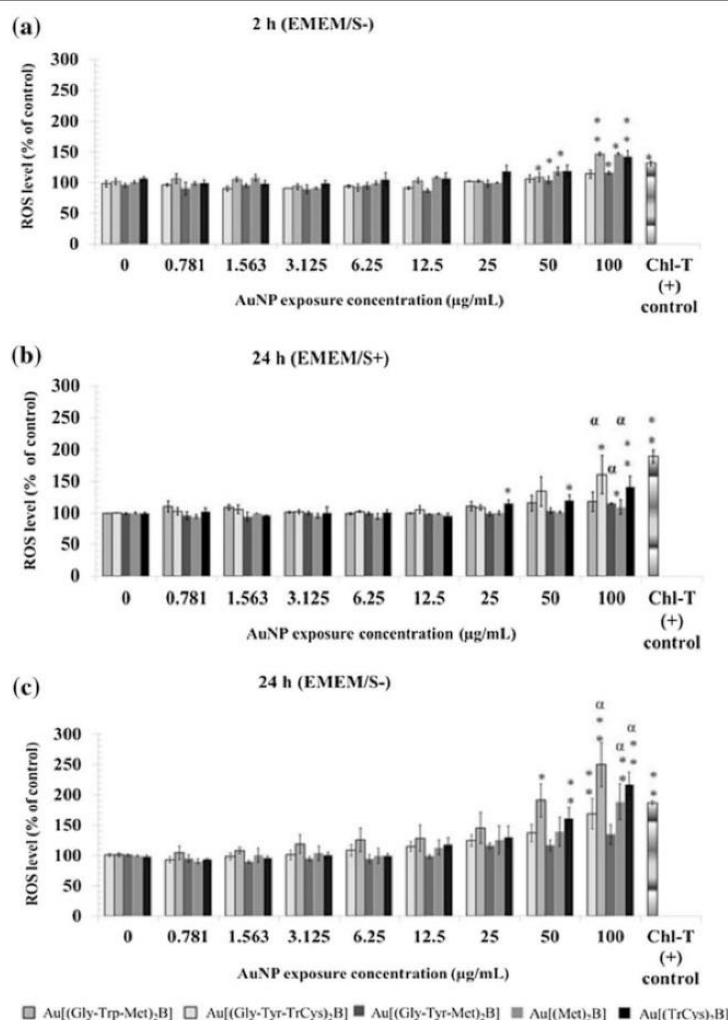 (a)
2 h (EMEM/S-)
ROS level (% of control)
300
250
200
150
100
50
0
* * * * * * * * * *
0 0.781 1.563 3.125 6.25 12.5 25 50 100 Chl-T
(+)
control
AuNP exposure concentration (µg/mL)
(b)
24 h (EMEM/S+)
ROS level (% of control)
300
250
200
150
100
50
0
α α α
* * * * * * * *
0 0.781 1.563 3.125 6.25 12.5 25 50 100 Chl-T
(+)
control
AuNP exposure concentration (µg/mL)
(c)
24 h (EMEM/S-)
ROS level (% of control)
300
250
200
150
100
50
0
α α α
* * * * * * * * * * * * *
0 0.781 1.563 3.125 6.25 12.5 25 50 100 Chl-T
(+)
control
AuNP exposure concentration (µg/mL)
Au[(Gly-Trp-Met)₂B] Au[(Gly-Tyr-TrCys)₂B] Au[(Gly-Tyr-Met)₂B] Au[(Met)₂B] Au[(TrCys)₂B]